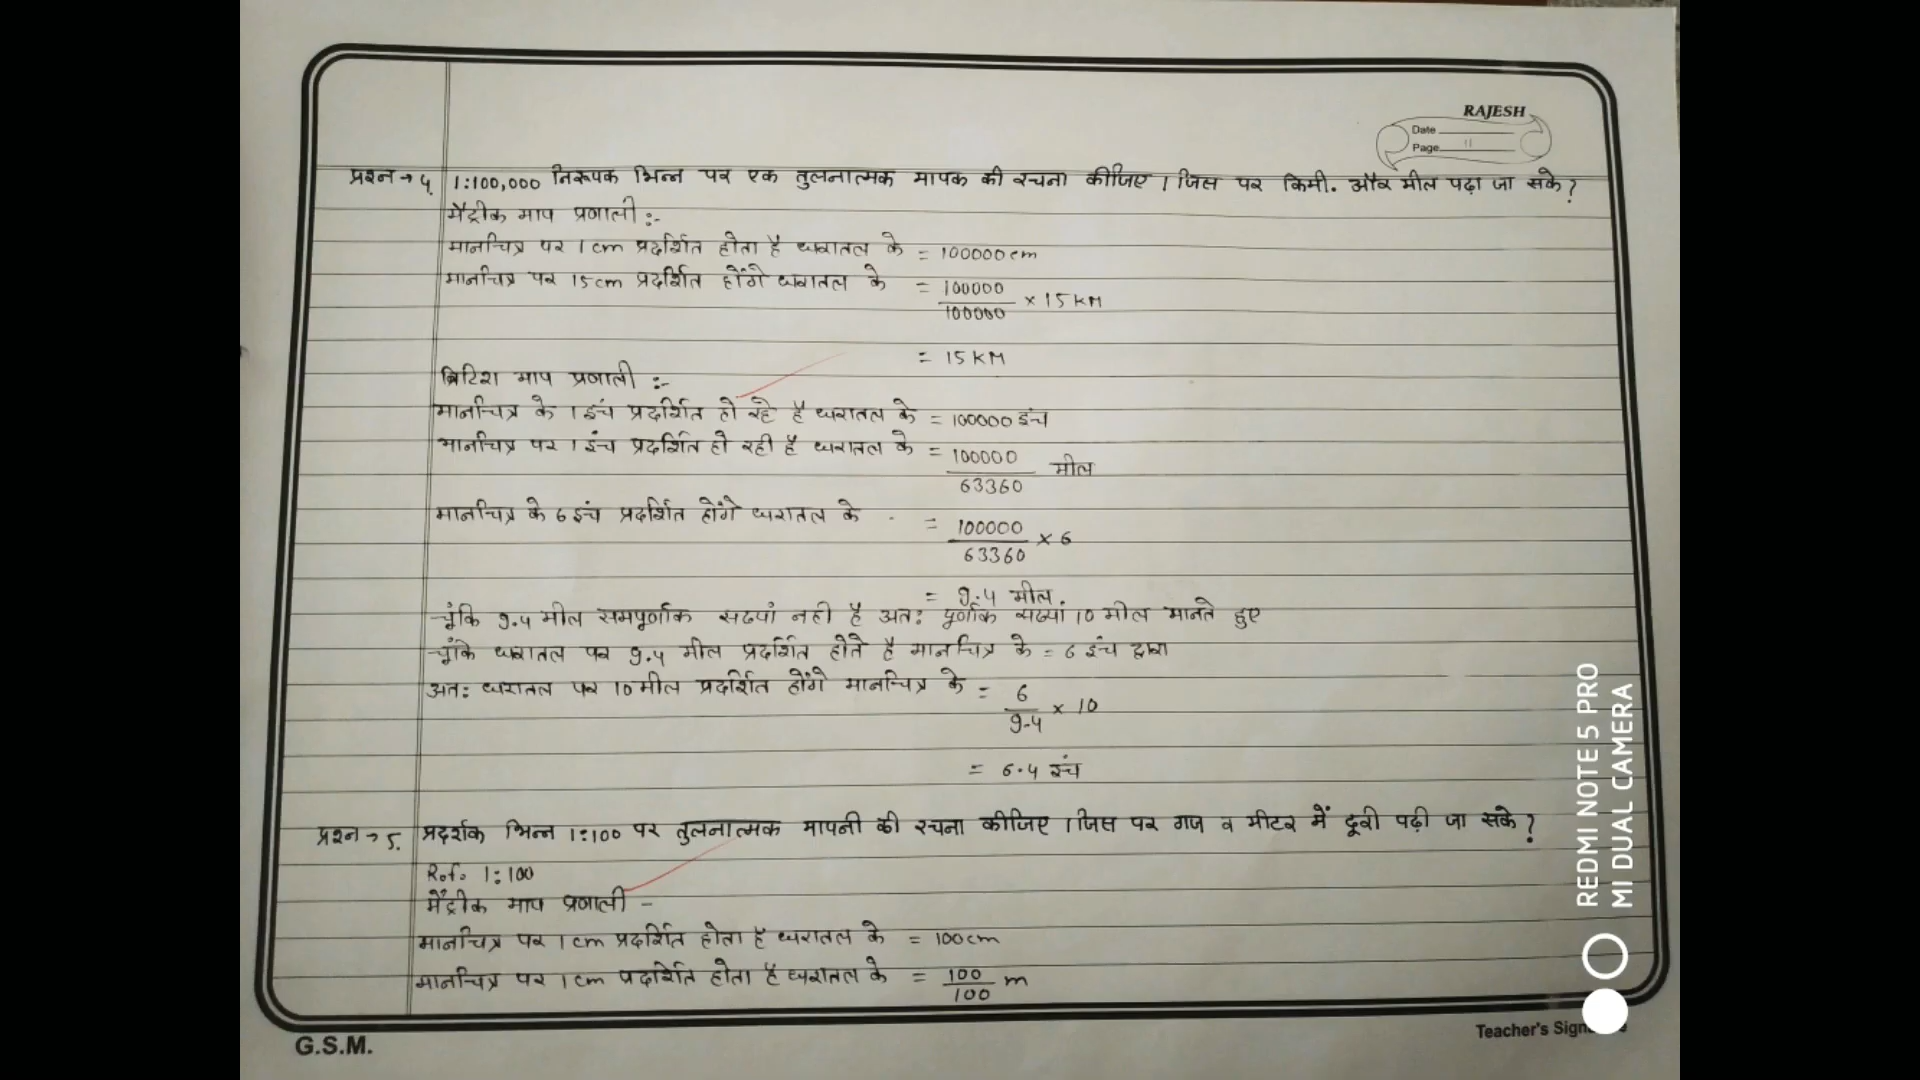 RAJESH
Date
Page 11
प्रश्न → 4. 1:100,000 निरूपक भिन्न पर एक तुलनात्मक मापक की रचना कीजिए । जिस पर किमी. और मील पढ़ा जा सके ?
मैट्रीक माप प्रणाली :-
मानचित्र पर 1 cm प्रदर्शित होता है धरातल के = 100000 cm
मानचित्र पर 15 cm प्रदर्शित होंगे धरातल के = 100000/100000 × 15 KM
= 15 KM
ब्रिटिश माप प्रणाली :-
मानचित्र के 1 इंच प्रदर्शित हो रहे है धरातल के = 100000 इंच
मानचित्र पर 1 इंच प्रदर्शित हो रही है धरातल के = 100000/63360 मील
मानचित्र के 6 इंच प्रदर्शित होंगे धरातल के = 100000/63360 × 6
= 9.4 मील.
चूंकि 9.4 मील समपूर्णाक सख्यां नही है अतः पूर्णाक सख्यां 10 मील मानते हुए
चूंकि धरातल पर 9.4 मील प्रदर्शित होते है मानचित्र के = 6 इंच द्वारा
अतः धरातल पर 10 मील प्रदर्शित होंगे मानचित्र के = 6/9.4 × 10
= 6.4 इंच
प्रश्न → 5. प्रदर्शक भिन्न 1:100 पर तुलनात्मक मापनी की रचना कीजिए । जिस पर गज व मीटर में दूरी पढ़ी जा सके ?
R.f. 1:100
मैट्रीक माप प्रणाली -
मानचित्र पर 1 cm प्रदर्शित होता है धरातल के = 100 cm
मानचित्र पर 1 cm प्रदर्शित होता है धरातल के = 100/100 m
G.S.M.
Teacher's
REDMI NOTE 5 PRO
MI DUAL CAMERA